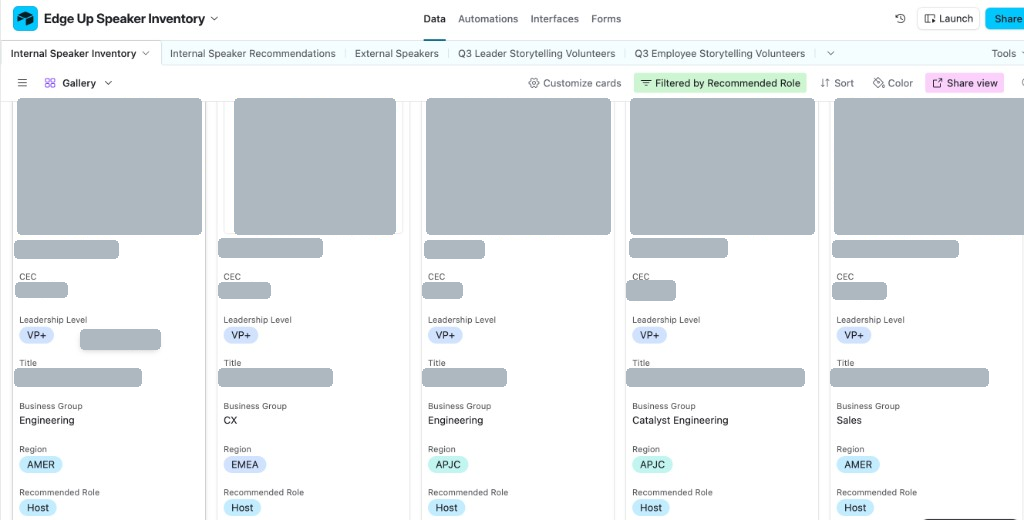 Edge Up Speaker Inventory
Data Automations Interfaces Forms
Launch
Share
Internal Speaker Inventory Internal Speaker Recommendations External Speakers Q3 Leader Storytelling Volunteers Q3 Employee Storytelling Volunteers
Tools
Gallery
Customize cards Filtered by Recommended Role Sort Color Share view
CEC CEC CEC CEC CEC
Leadership Level Leadership Level Leadership Level Leadership Level Leadership Level
VP+ VP+ VP+ VP+ VP+
Title Title Title Title Title
Business Group Business Group Business Group Business Group Business Group
Engineering CX Engineering Catalyst Engineering Sales
Region Region Region Region Region
AMER EMEA APJC APJC AMER
Recommended Role Recommended Role Recommended Role Recommended Role Recommended Role
Host Host Host Host Host